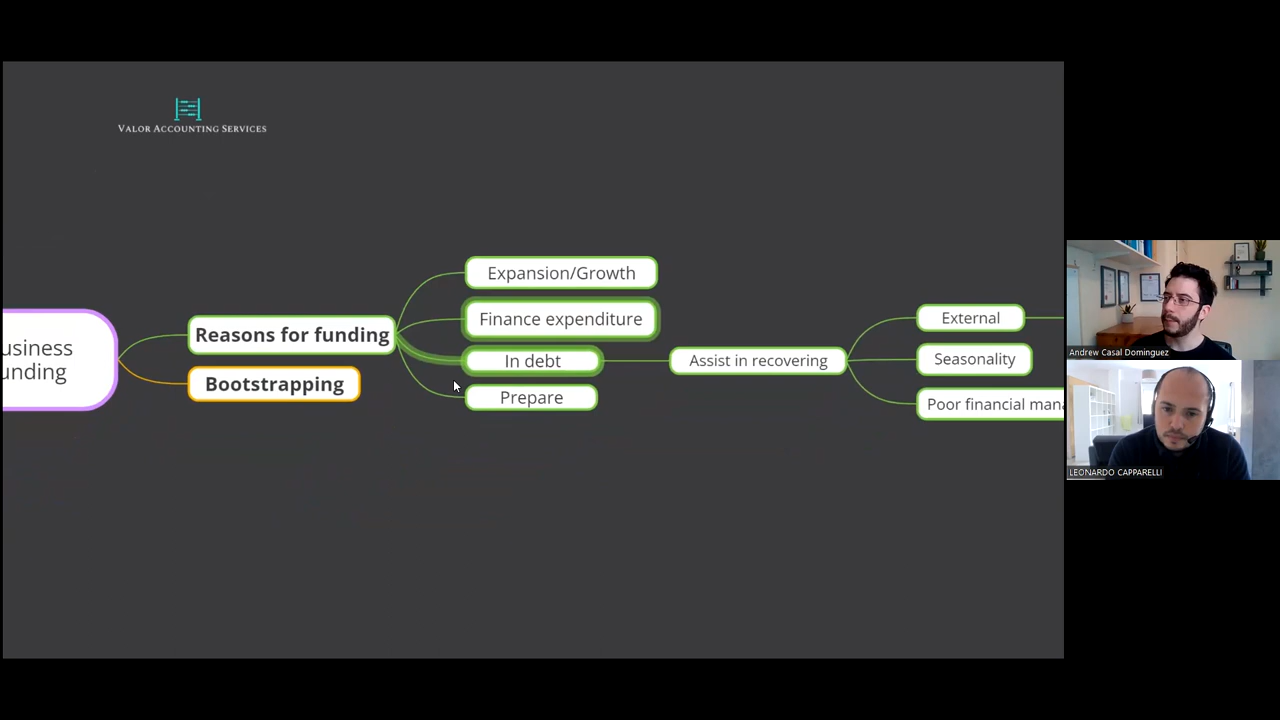 VALOR ACCOUNTING SERVICES
usiness
unding
Reasons for funding
Bootstrapping
Expansion/Growth
Finance expenditure
In debt
Prepare
Assist in recovering
External
Seasonality
Poor financial mana
Andrew Casal Dominguez
LEONARDO CAPPARELLI